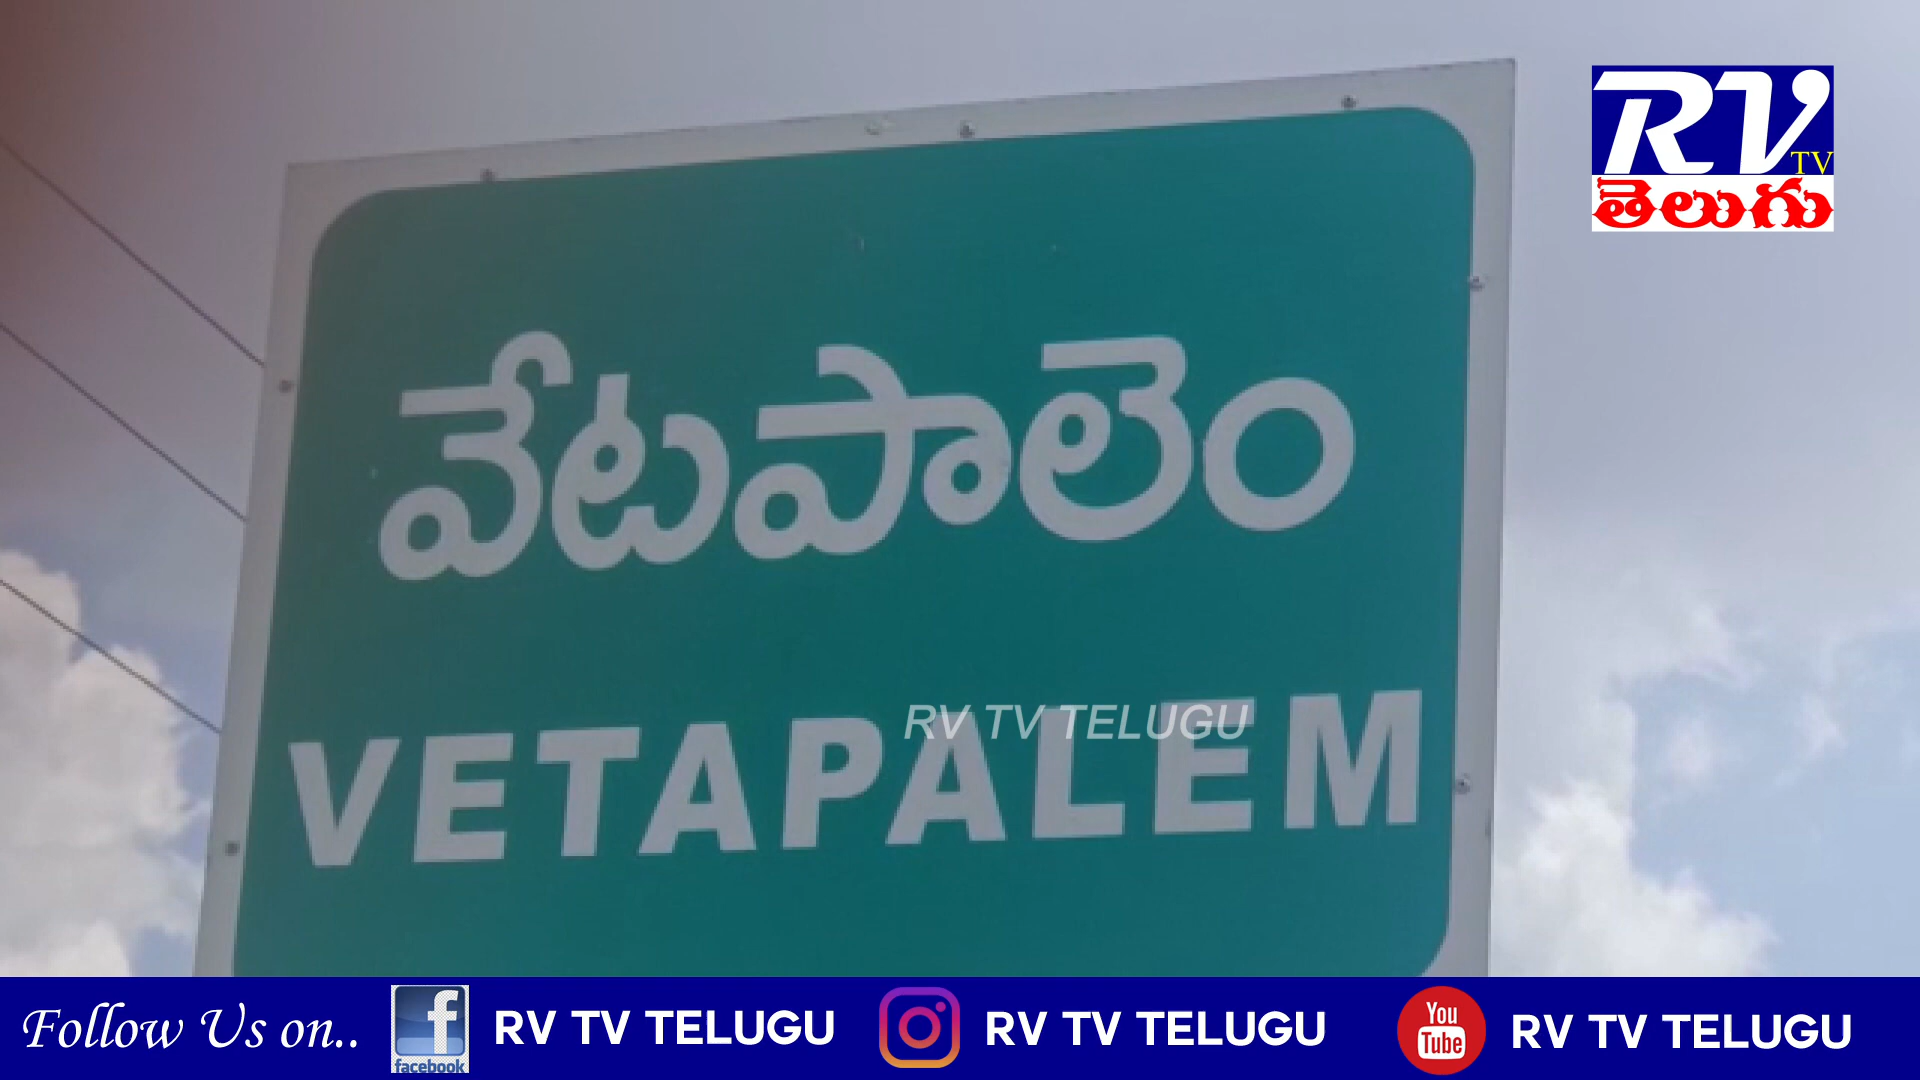 RV
TV
తెలుగు
వేటపాలెం
VETAPALEM
RV TV TELUGU
Follow Us on..
facebook
RV TV TELUGU
RV TV TELUGU
You
Tube
RV TV TELUGU